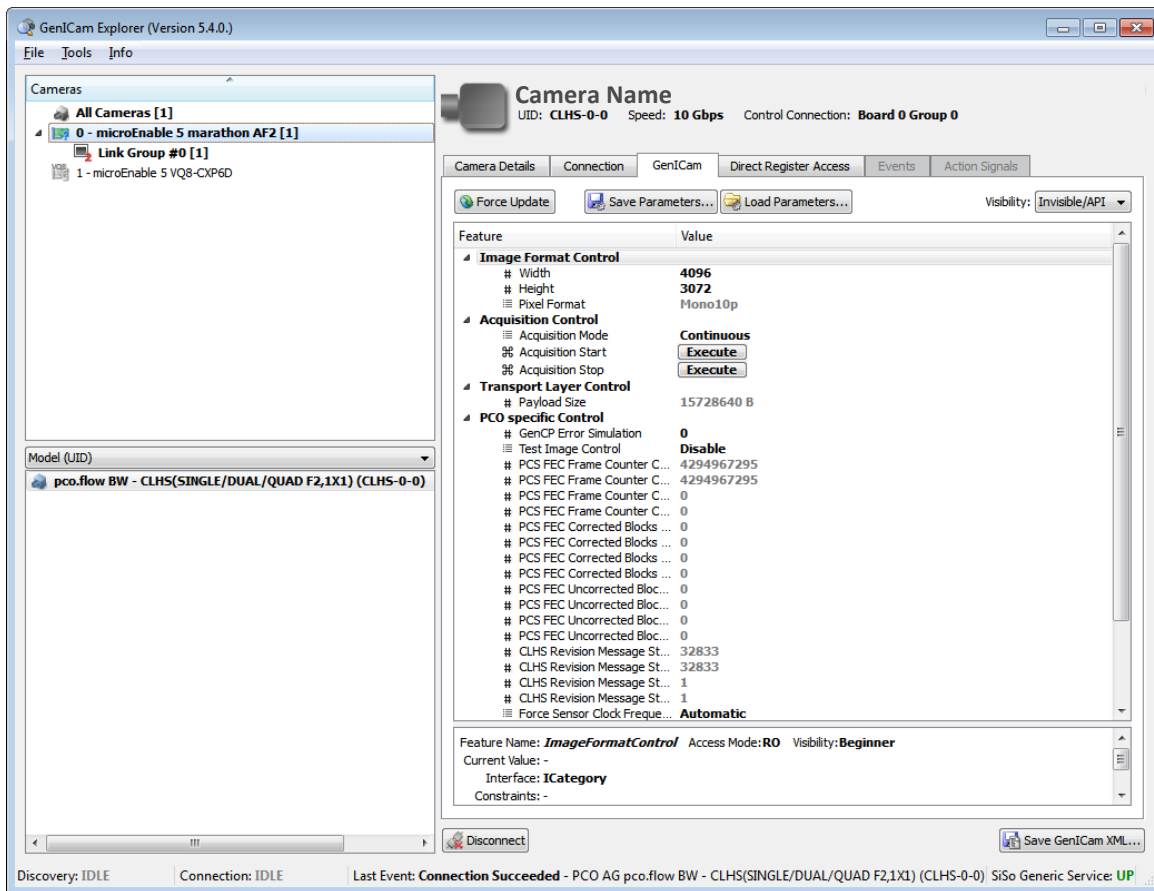 GenICam Explorer (Version 5.4.0.)
File Tools Info
Cameras
All Cameras [1]
0 - microEnable 5 marathon AF2 [1]
Link Group #0 [1]
1 - microEnable 5 VQ8-CXP6D
Model (UID)
pco.flow BW - CLHS(SINGLE/DUAL/QUAD F2,1X1) (CLHS-0-0)
Camera Name
UID: CLHS-0-0 Speed: 10 Gbps Control Connection: Board 0 Group 0
Camera Details Connection GenICam Direct Register Access Events Action Signals
Force Update Save Parameters... Load Parameters... Visibility: Invisible/API
Feature Value
Image Format Control
# Width 4096
# Height 3072
Pixel Format Mono10p
Acquisition Control
Acquisition Mode Continuous
⌘ Acquisition Start Execute
⌘ Acquisition Stop Execute
Transport Layer Control
# Payload Size 15728640 B
PCO specific Control
# GenCP Error Simulation 0
Test Image Control Disable
# PCS FEC Frame Counter C... 4294967295
# PCS FEC Frame Counter C... 4294967295
# PCS FEC Frame Counter C... 0
# PCS FEC Frame Counter C... 0
# PCS FEC Corrected Blocks ... 0
# PCS FEC Corrected Blocks ... 0
# PCS FEC Corrected Blocks ... 0
# PCS FEC Corrected Blocks ... 0
# PCS FEC Uncorrected Bloc... 0
# PCS FEC Uncorrected Bloc... 0
# PCS FEC Uncorrected Bloc... 0
# PCS FEC Uncorrected Bloc... 0
# CLHS Revision Message St... 32833
# CLHS Revision Message St... 32833
# CLHS Revision Message St... 1
# CLHS Revision Message St... 1
Force Sensor Clock Freque... Automatic
Feature Name: ImageFormatControl Access Mode:RO Visibility:Beginner
Current Value: -
Interface: ICategory
Constraints: -
Disconnect Save GenICam XML...
Discovery: IDLE Connection: IDLE Last Event: Connection Succeeded - PCO AG pco.flow BW - CLHS(SINGLE/DUAL/QUAD F2,1X1) (CLHS-0-0) SiSo Generic Service: UP